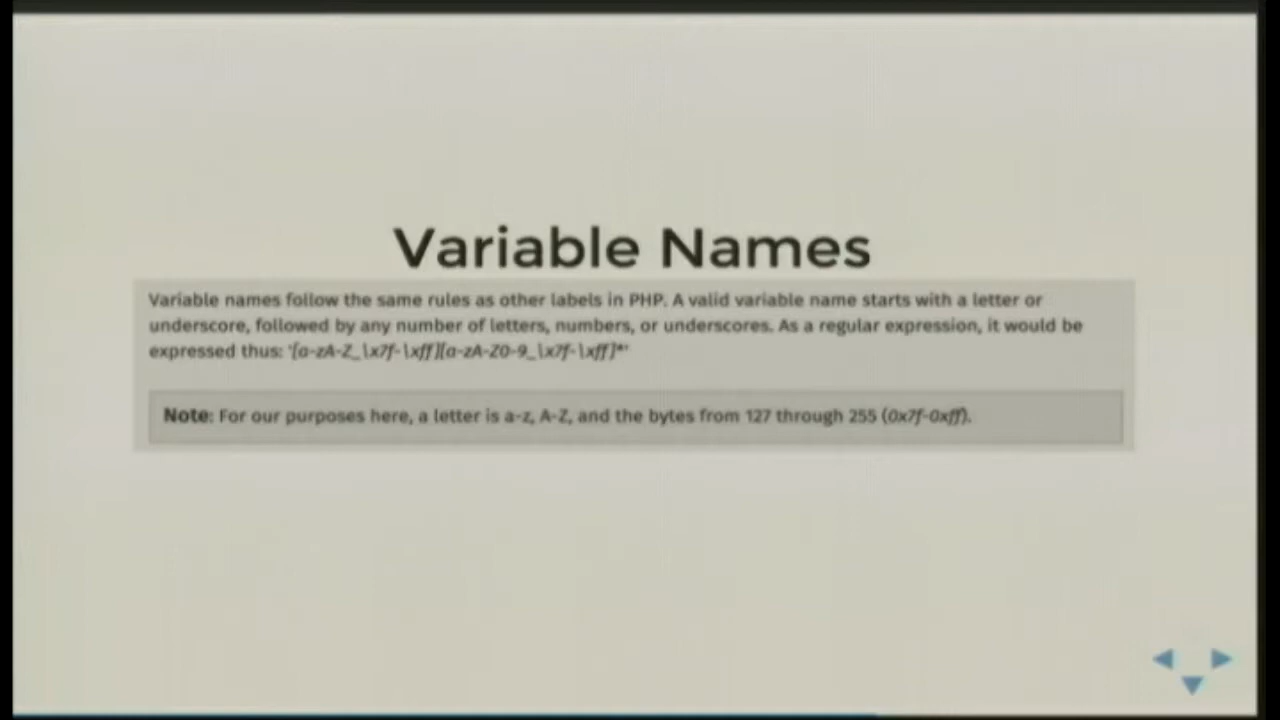 Variable Names
Variable names follow the same rules as other labels in PHP. A valid variable name starts with a letter or
underscore, followed by any number of letters, numbers, or underscores. As a regular expression, it would be
expressed thus: '[a-zA-Z_\x7f-\xff][a-zA-Z0-9_\x7f-\xff]*'
Note: For our purposes here, a letter is a-z, A-Z, and the bytes from 127 through 255 (0x7f-0xff).